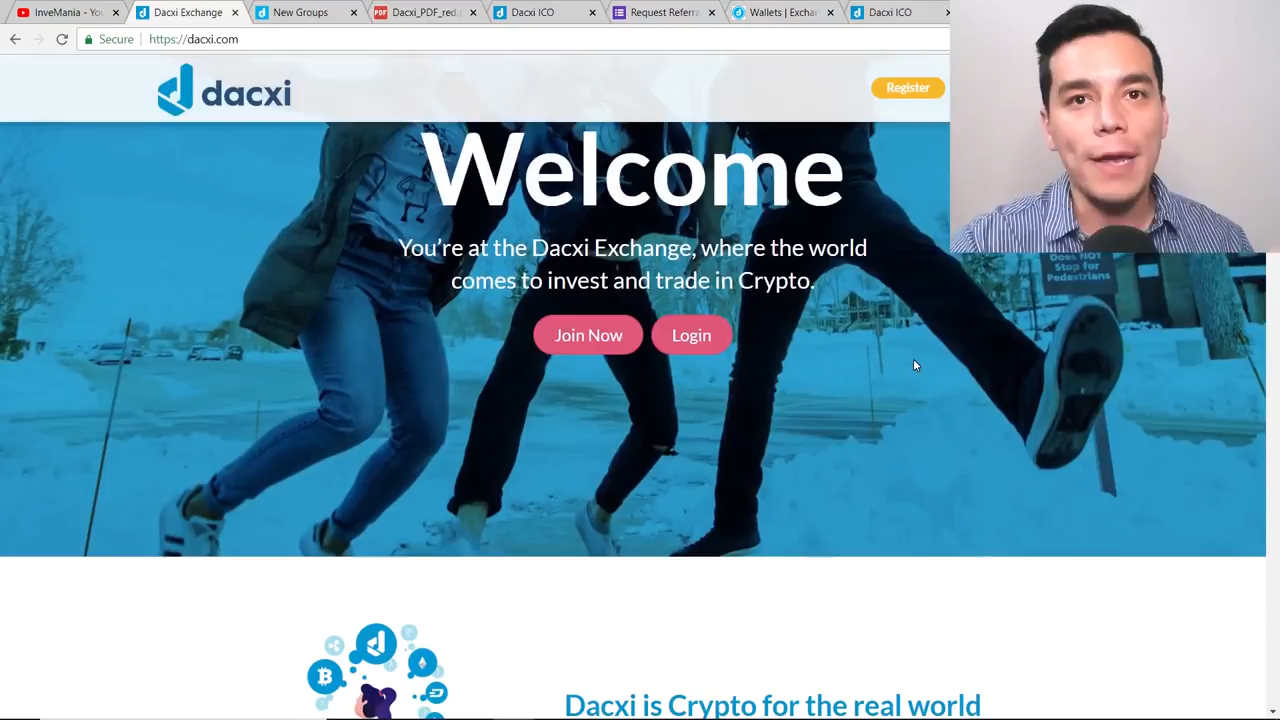 InveMania - Yo
Dacxi Exchange
New Groups
PDF
Dacxi_PDF_red.
Dacxi ICO
Request Referra
Wallets | Exchan
Dacxi ICO
Secure
https://dacxi.com
dacxi
Register
Welcome
You’re at the Dacxi Exchange, where the world
comes to invest and trade in Crypto.
Join Now
Login
Does NOT
Stop for
Pedestrians
Dacxi is Crypto for the real world